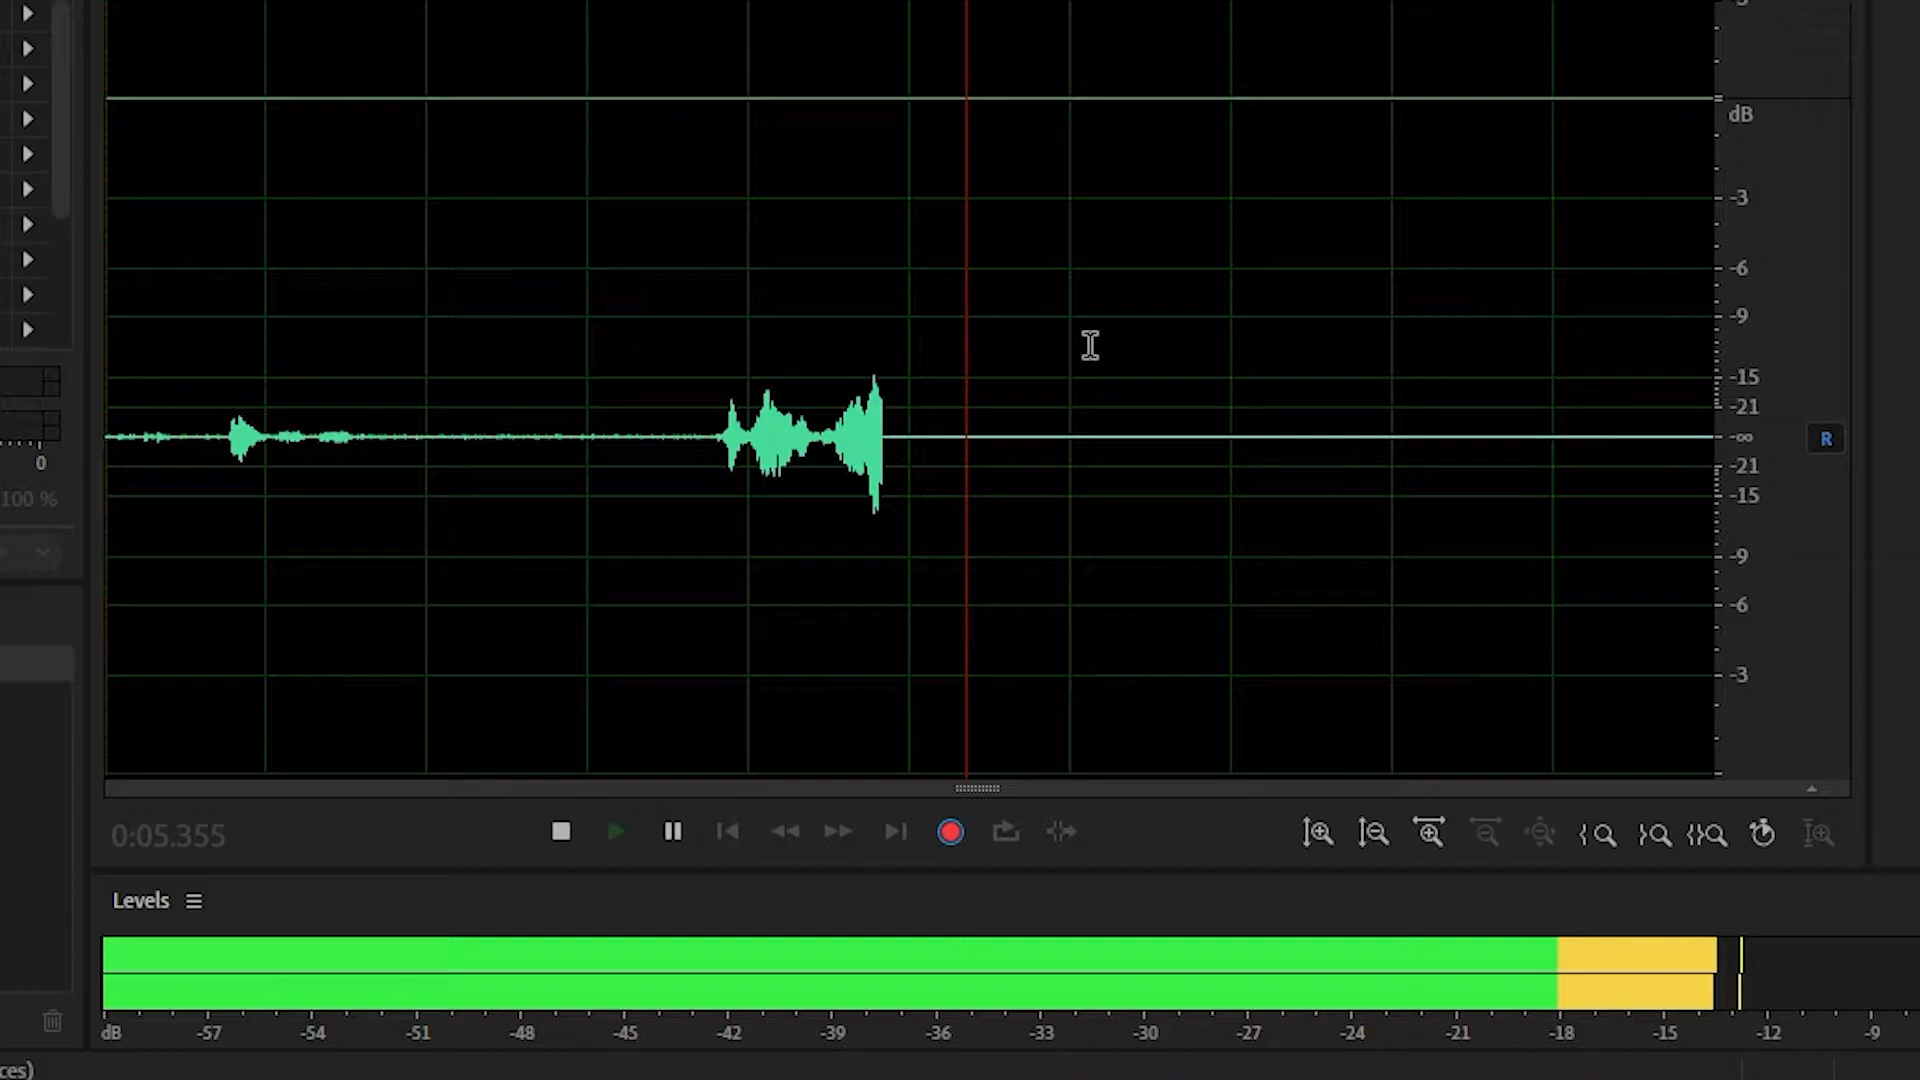 dB
-3
-6
-9
-15
-21
-∞
-21
-15
-9
-6
-3
R
0
100 %
0:05.355
Levels
dB -57 -54 -51 -48 -45 -42 -39 -36 -33 -30 -27 -24 -21 -18 -15 -12 -9
ces)